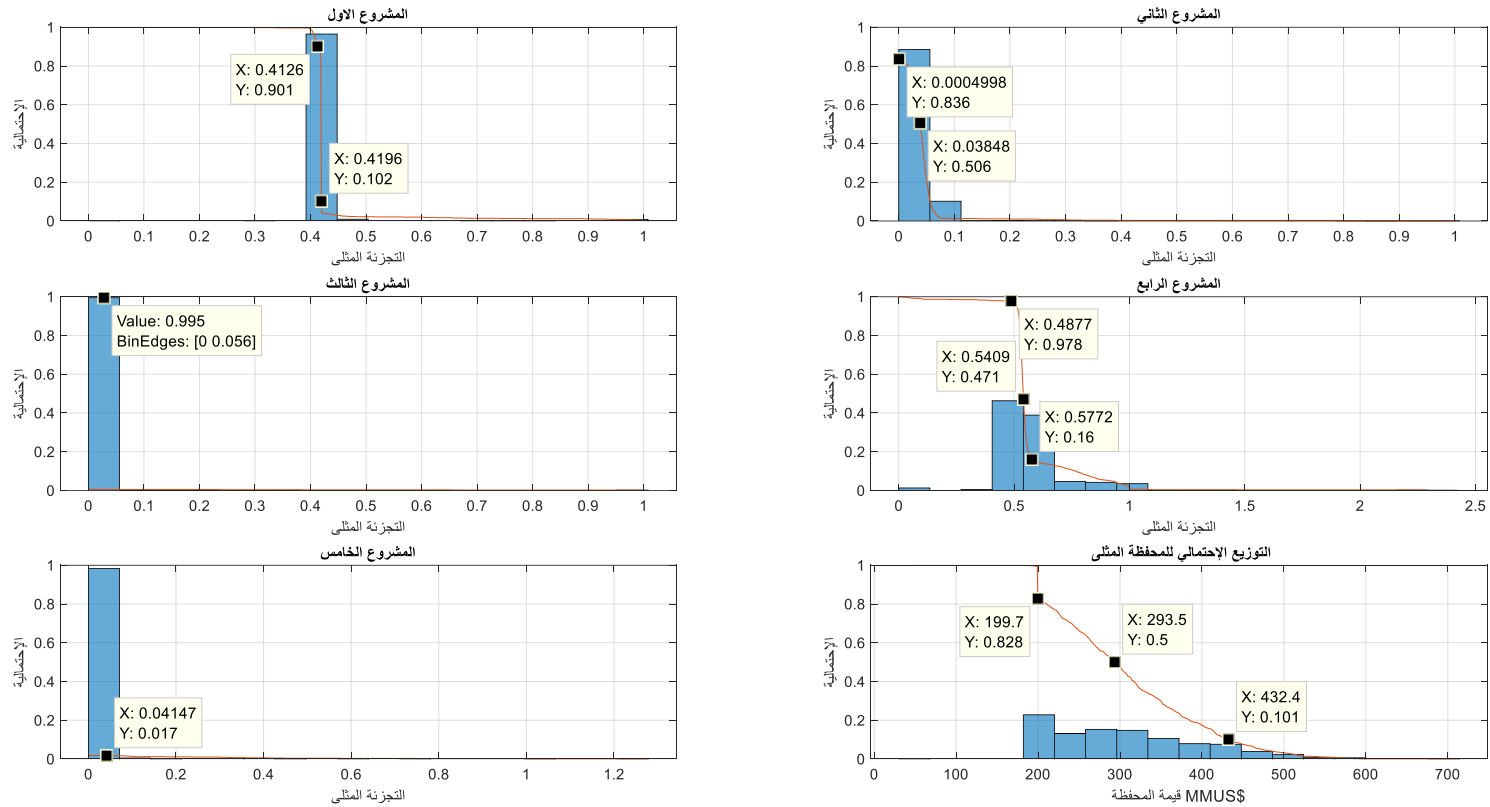 المشروع الاول
1
0.8
0.6
0.4
0.2
0
الإحتمالية
X: 0.4126
Y: 0.901
X: 0.4196
Y: 0.102
0 0.1 0.2 0.3 0.4 0.5 0.6 0.7 0.8 0.9 1
التجزئة المثلى
المشروع الثاني
1
0.8
0.6
0.4
0.2
0
الإحتمالية
X: 0.0004998
Y: 0.836
X: 0.03848
Y: 0.506
0 0.1 0.2 0.3 0.4 0.5 0.6 0.7 0.8 0.9 1
التجزئة المثلى
المشروع الثالث
1
0.8
0.6
0.4
0.2
0
الإحتمالية
Value: 0.995
BinEdges: [0 0.056]
0 0.1 0.2 0.3 0.4 0.5 0.6 0.7 0.8 0.9 1
التجزئة المثلى
المشروع الرابع
1
0.8
0.6
0.4
0.2
0
الإحتمالية
X: 0.4877
Y: 0.978
X: 0.5409
Y: 0.471
X: 0.5772
Y: 0.16
0 0.5 1 1.5 2 2.5
التجزئة المثلى
المشروع الخامس
1
0.8
0.6
0.4
0.2
0
الإحتمالية
X: 0.04147
Y: 0.017
0 0.2 0.4 0.6 0.8 1 1.2
التجزئة المثلى
التوزيع الإحتمالي للمحفظة المثلى
1
0.8
0.6
0.4
0.2
0
الإحتمالية
X: 199.7
Y: 0.828
X: 293.5
Y: 0.5
X: 432.4
Y: 0.101
0 100 200 300 400 500 600 700
قيمة المحفظة MMUS$